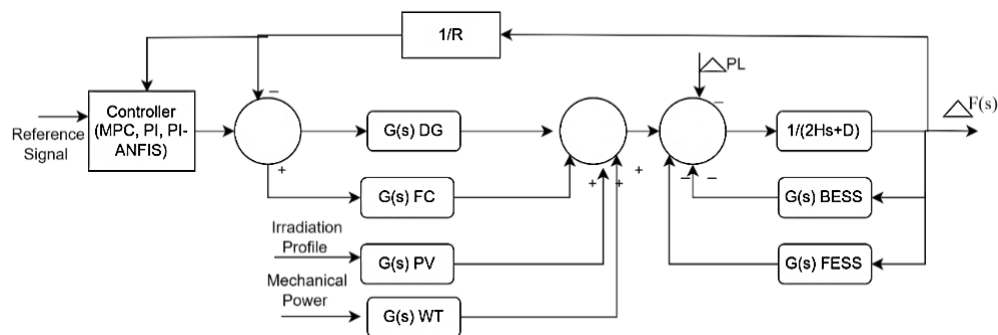 1/R
△PL
△F(s)
−
−
Controller
(MPC, PI, PI-
ANFIS)
Reference
Signal
G(s) DG
1/(2Hs+D)
+
+
+ +
− −
G(s) FC
G(s) BESS
Irradiation
Profile
G(s) PV
G(s) FESS
Mechanical
Power
G(s) WT